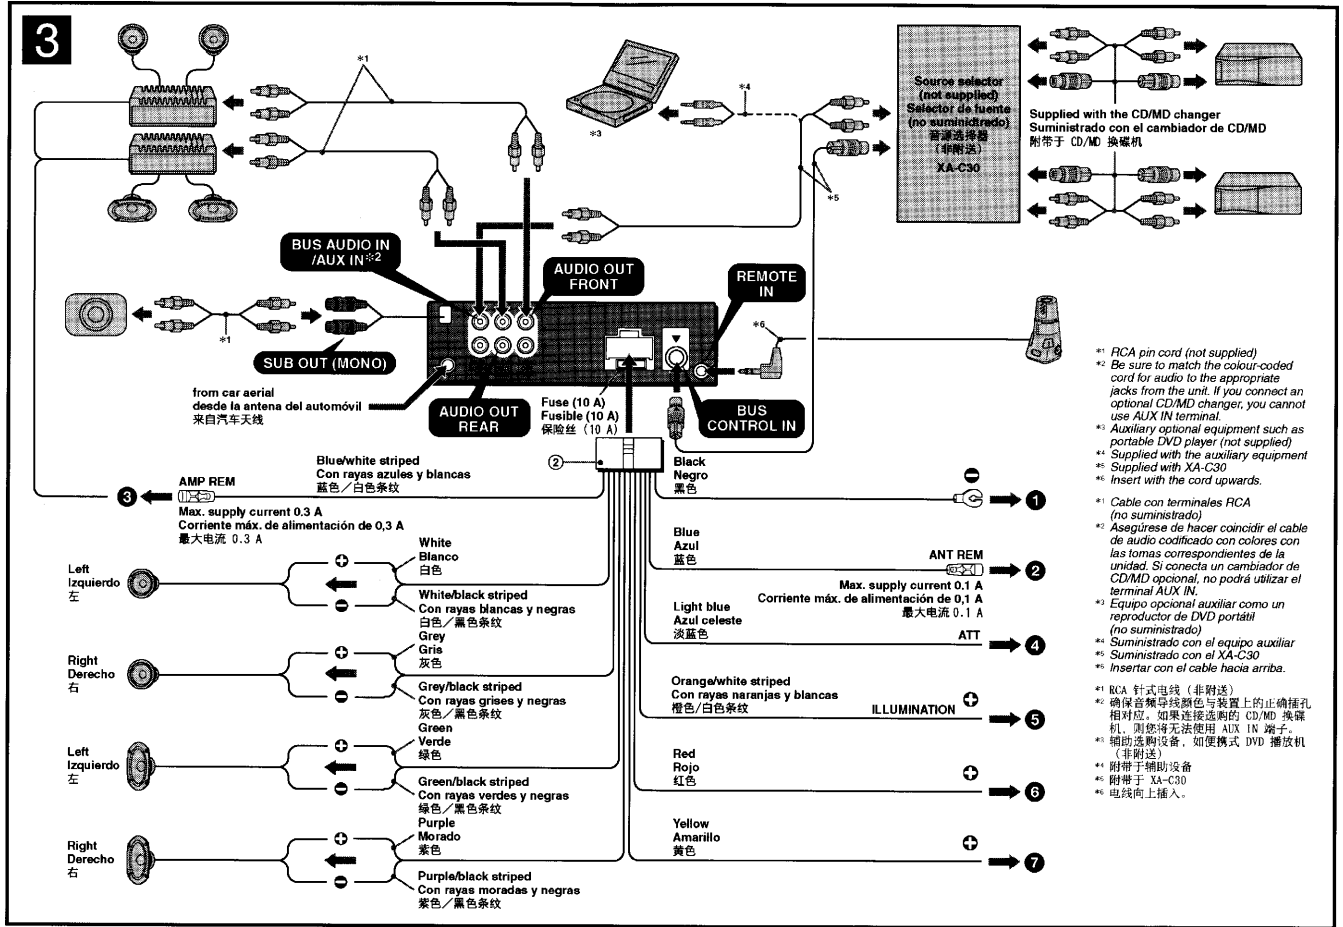 3
*1
*4
*3
Source selector
(not supplied)
Selector de fuente
(no suminidtrado)
音源选择器
（非附送）
XA-C30
Supplied with the CD/MD changer
Suministrado con el cambiador de CD/MD
附带于 CD/MD 换碟机
*5
BUS AUDIO IN
/AUX IN*2
AUDIO OUT
FRONT
REMOTE
IN
*6
*1
SUB OUT (MONO)
from car aerial
desde la antena del automóvil
来自汽车天线
AUDIO OUT
REAR
Fuse (10 A)
Fusible (10 A)
保险丝 (10 A)
BUS
CONTROL IN
2
Blue/white striped
Con rayas azules y blancas
蓝色／白色条纹
3
AMP REM
Max. supply current 0.3 A
Corriente máx. de alimentación de 0,3 A
最大电流 0.3 A
Black
Negro
黑色
1
Blue
Azul
蓝色
ANT REM
2
Max. supply current 0.1 A
Corriente máx. de alimentación de 0,1 A
最大电流 0.1 A
Light blue
Azul celeste
淡蓝色
ATT
4
Orange/white striped
Con rayas naranjas y blancas
橙色/白色条纹
ILLUMINATION
5
Red
Rojo
红色
6
Yellow
Amarillo
黄色
7
Left
Izquierdo
左
White
Blanco
白色
White/black striped
Con rayas blancas y negras
白色／黑色条纹
Right
Derecho
右
Grey
Gris
灰色
Grey/black striped
Con rayas grises y negras
灰色／黑色条纹
Left
Izquierdo
左
Green
Verde
绿色
Green/black striped
Con rayas verdes y negras
绿色／黑色条纹
Right
Derecho
右
Purple
Morado
紫色
Purple/black striped
Con rayas moradas y negras
紫色／黑色条纹
*1 RCA pin cord (not supplied)
*2 Be sure to match the colour-coded
cord for audio to the appropriate
jacks from the unit. If you connect an
optional CD/MD changer, you cannot
use AUX IN terminal.
*3 Auxiliary optional equipment such as
portable DVD player (not supplied)
*4 Supplied with the auxiliary equipment
*5 Supplied with XA-C30
*6 Insert with the cord upwards.
*1 Cable con terminales RCA
(no suministrado)
*2 Asegúrese de hacer coincidir el cable
de audio codificado con colores con
las tomas correspondientes de la
unidad. Si conecta un cambiador de
CD/MD opcional, no podrá utilizar el
terminal AUX IN.
*3 Equipo opcional auxiliar como un
reproductor de DVD portátil
(no suministrado)
*4 Suministrado con el equipo auxiliar
*5 Suministrado con el XA-C30
*6 Insertar con el cable hacia arriba.
*1 RCA 针式电线 (非附送)
*2 确保音频导线颜色与装置上的正确插孔
相对应。如果连接选购的 CD/MD 换碟
机，则您将无法使用 AUX IN 端子。
*3 辅助选购设备，如便携式 DVD 播放机
（非附送）
*4 附带于辅助设备
*5 附带于 XA-C30
*6 电线向上插入。